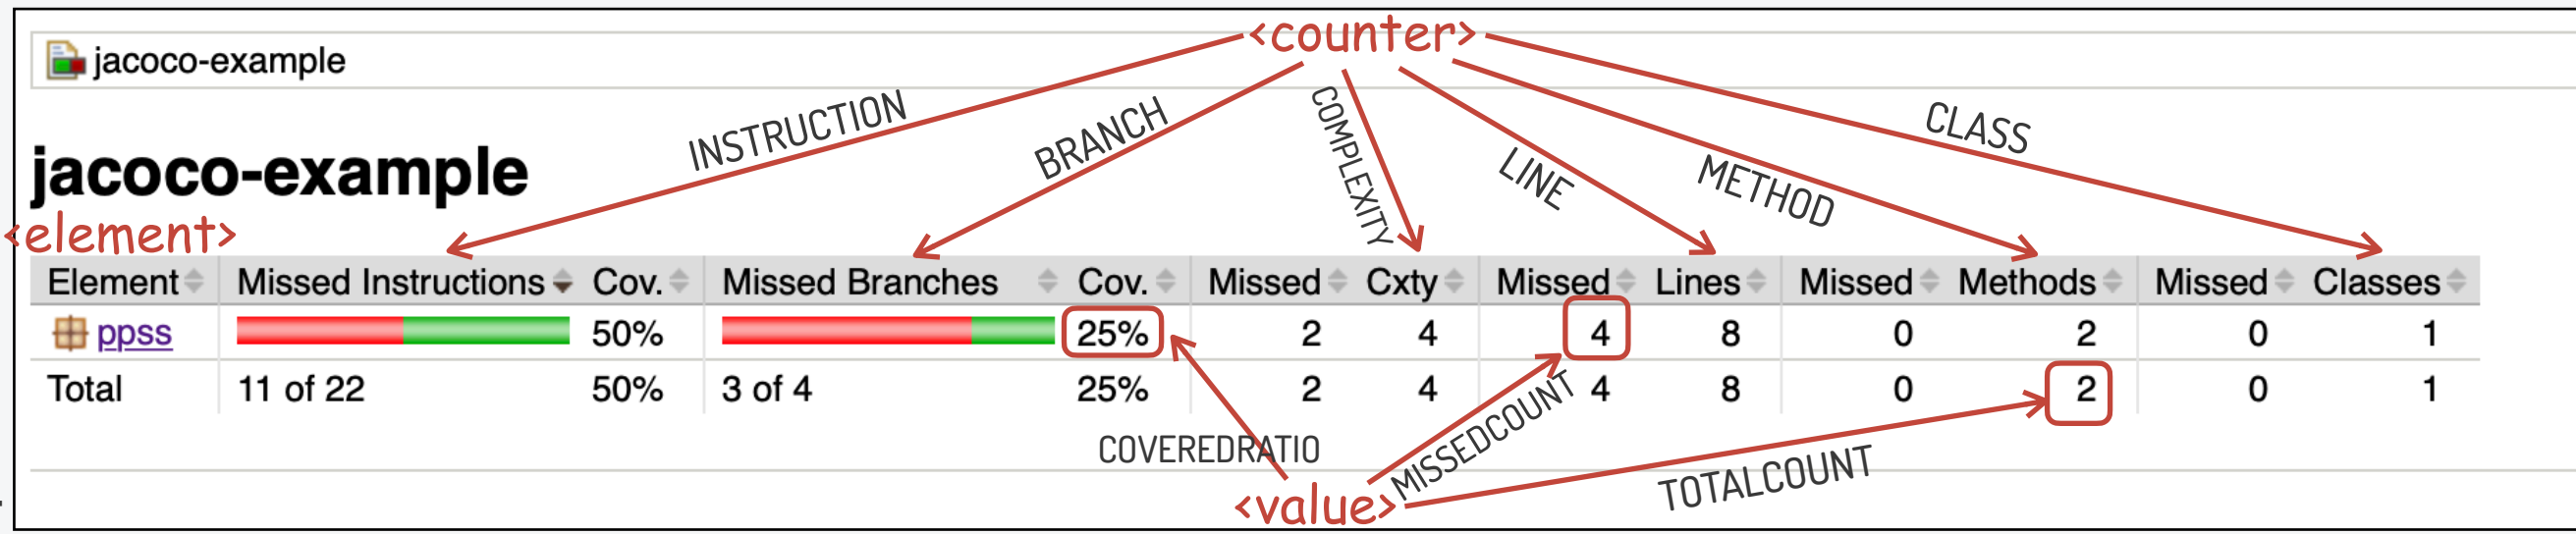 <counter>
jacoco-example
INSTRUCTION
BRANCH
COMPLEXITY
LINE
METHOD
CLASS
jacoco-example
<element>
Element Missed Instructions Cov. Missed Branches Cov. Missed Cxty Missed Lines Missed Methods Missed Classes
ppss 50% 25% 2 4 4 8 0 2 0 1
Total 11 of 22 50% 3 of 4 25% 2 4 4 8 0 2 0 1
COVEREDRATIO
MISSEDCOUNT
TOTALCOUNT
<value>